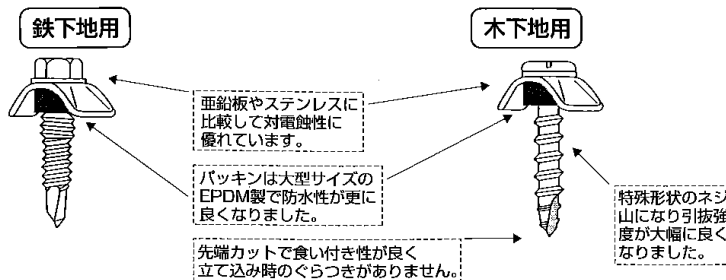 鉄下地用
木下地用
亜鉛板やステンレスに
比較して対電蝕性に
優れています。
パッキンは大型サイズの
EPDM製で防水性が更に
良くなりました。
先端カットで食い付き性が良く
立て込み時のぐらつきがありません。
特殊形状のネジ
山になり引抜強
度が大幅に良く
なりました。